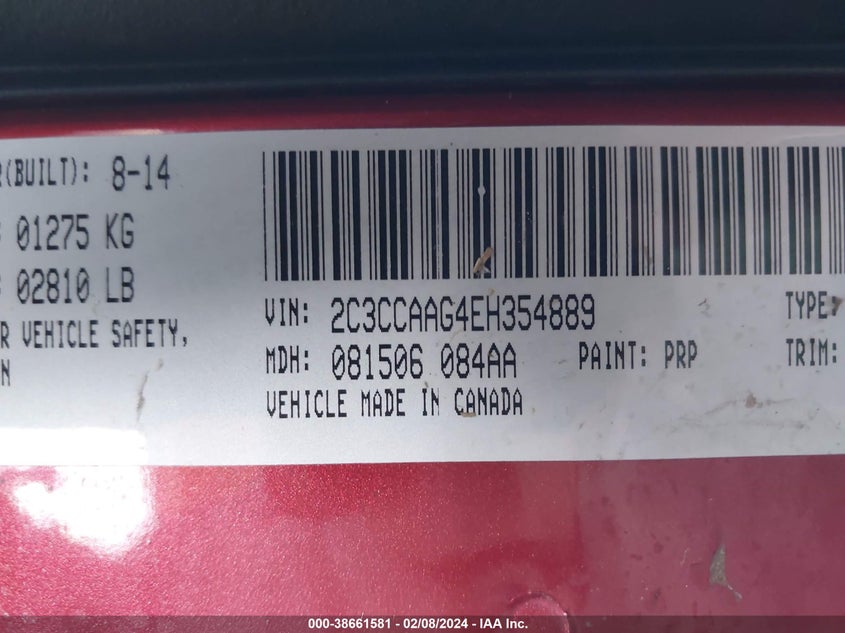 R(BUILT): 8-14
: 01275 KG
: 02810 LB
R VEHICLE SAFETY,
N
VIN: 2C3CCAAG4EH354889
TYPE:
MDH: 081506 084AA
PAINT: PRP
TRIM:
VEHICLE MADE IN CANADA
000-38661581 - 02/08/2024 - IAA Inc.